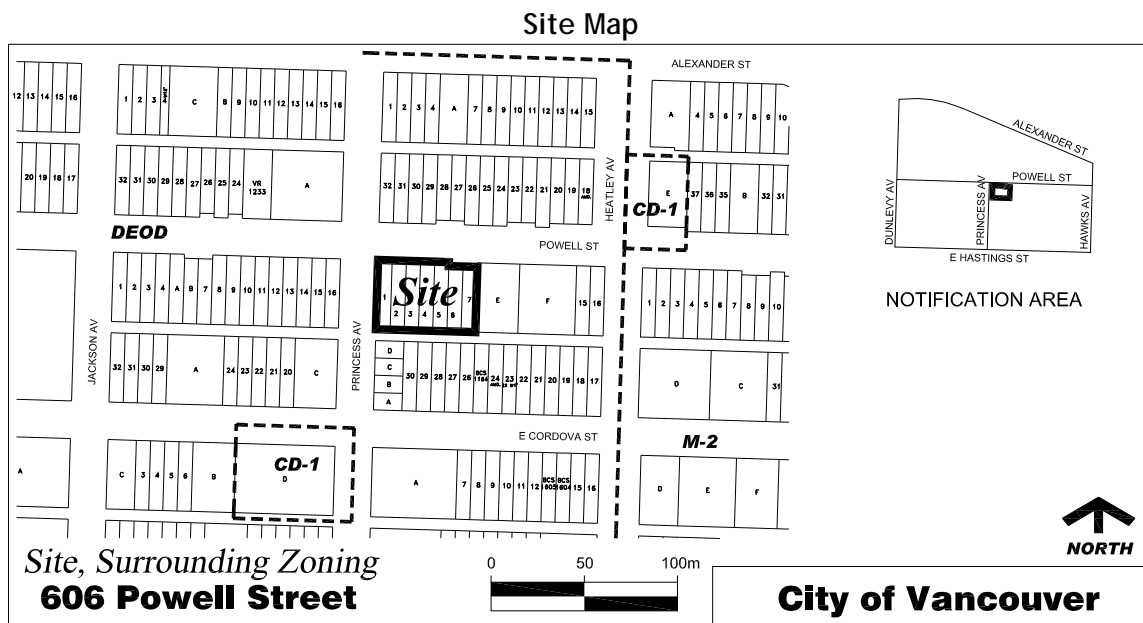 Site Map
ALEXANDER ST
12 13 14 15 16
1 2 3 C 8 9 10 11 12 13 14 15 16
1 2 3 4 A 7 8 9 10 11 12 13 14 15
A 4 5 6 7 8 9 10
20 19 18 17
32 31 30 29 28 27 26 25 24 VR 1233 A
32 31 30 29 28 27 26 25 24 23 22 21 20 19 18
E 37 36 35 B 32 31
HEATLEY AV
CD-1
DEOD
POWELL ST
1 2 3 4 A B 7 8 9 10 11 12 13 14 15 16
1 2 3 4 5 6 7 E F 15 16
Site
1 2 3 4 5 6 7 8 9 10
JACKSON AV
PRINCESS AV
32 31 30 29 A 24 23 22 21 20 C
D
C
B
A
30 29 28 27 26 BCS 1184 24 23 22 21 20 19 18 17
D C 31
E CORDOVA ST
M-2
A
C 3 4 5 6 B
CD-1
D
A 7 8 9 10 11 12 BCS 1605 BCS 1604 15 16
D E F
ALEXANDER ST
POWELL ST
DUNLEVY AV
PRINCESS AV
HAWKS AV
E HASTINGS ST
NOTIFICATION AREA
NORTH
Site, Surrounding Zoning
606 Powell Street
0 50 100m
City of Vancouver